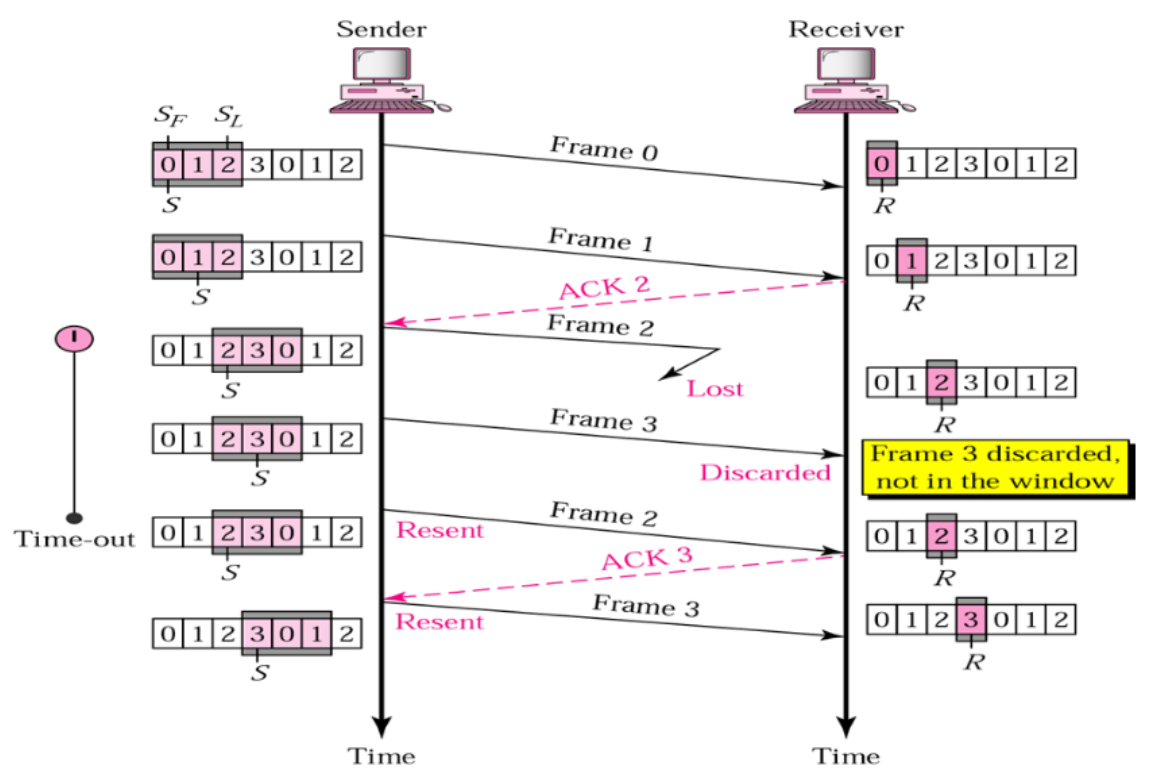 Sender
Receiver
S_F S_L
0 1 2 3 0 1 2
S
Frame 0
0 1 2 3 0 1 2
R
0 1 2 3 0 1 2
S
Frame 1
ACK 2
0 1 2 3 0 1 2
R
0 1 2 3 0 1 2
S
Frame 2
Lost
0 1 2 3 0 1 2
R
0 1 2 3 0 1 2
S
Frame 3
Discarded
Frame 3 discarded,
not in the window
Time-out
0 1 2 3 0 1 2
S
Resent
Frame 2
ACK 3
0 1 2 3 0 1 2
R
0 1 2 3 0 1 2
S
Resent
Frame 3
0 1 2 3 0 1 2
R
Time
Time